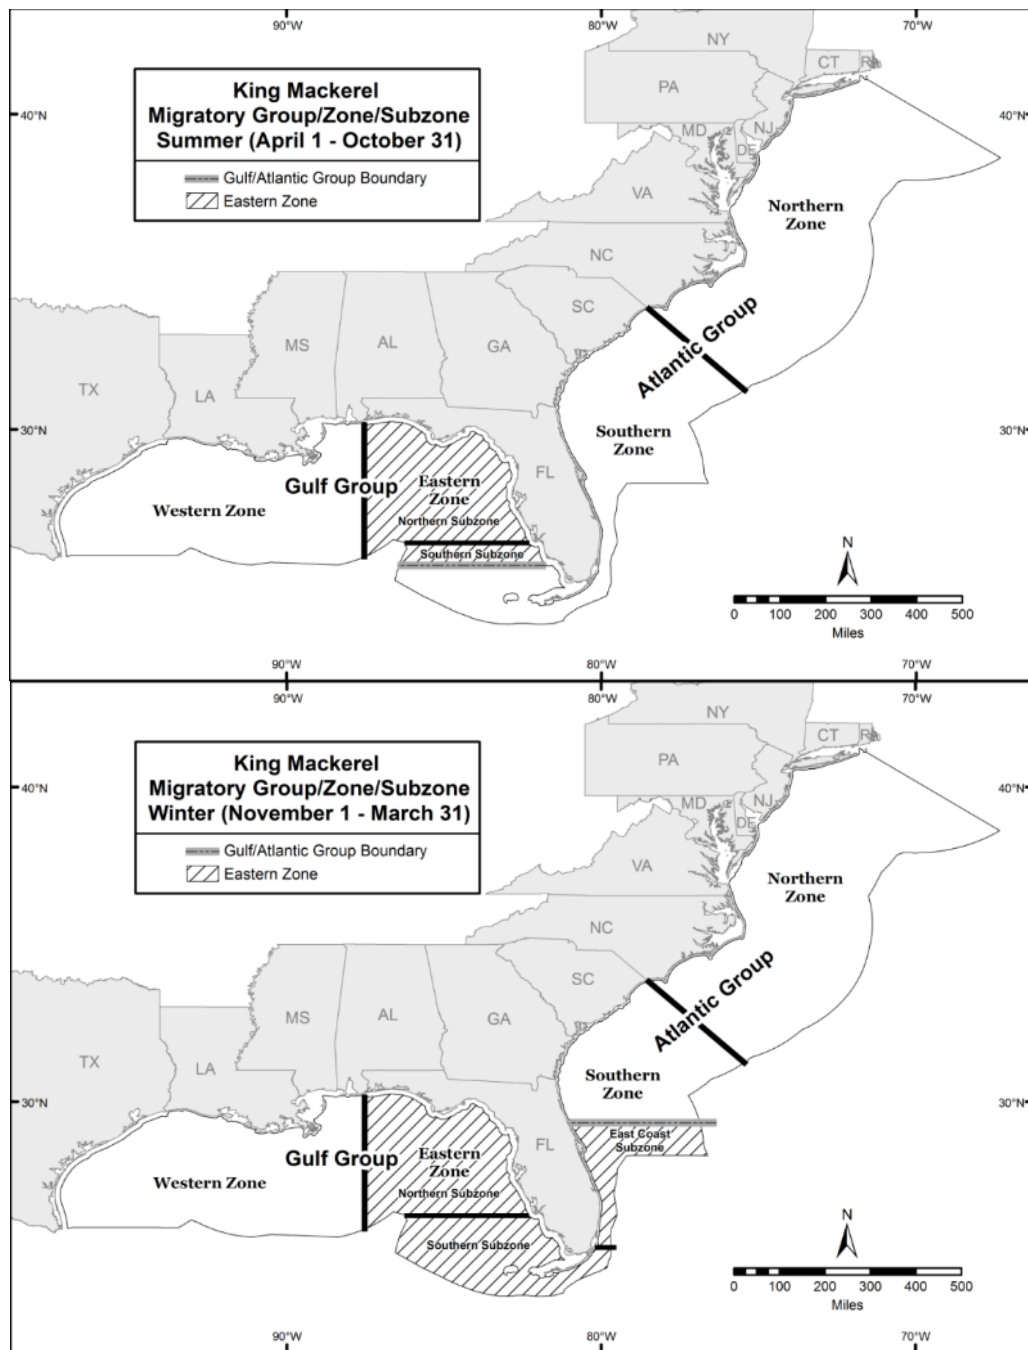 90°W 80°W 70°W
NY
CT RI
King Mackerel
Migratory Group/Zone/Subzone
Summer (April 1 - October 31)
Gulf/Atlantic Group Boundary
Eastern Zone
PA
40°N 40°N
MD NJ
DE
VA
Northern
Zone
NC
SC
Atlantic Group
MS AL GA
TX LA
30°N 30°N
Southern
Zone
FL
Gulf Group
Eastern
Zone
Western Zone
Northern Subzone
Southern Subzone
N
0 100 200 300 400 500
Miles
90°W 80°W 70°W
NY
CT RI
King Mackerel
Migratory Group/Zone/Subzone
Winter (November 1 - March 31)
Gulf/Atlantic Group Boundary
Eastern Zone
PA
40°N 40°N
MD NJ
DE
VA
Northern
Zone
NC
SC
Atlantic Group
MS AL GA
TX LA
Southern
Zone
30°N 30°N
East Coast
Subzone
FL
Gulf Group
Eastern
Zone
Western Zone
Northern Subzone
Southern Subzone
N
0 100 200 300 400 500
Miles
90°W 80°W 70°W